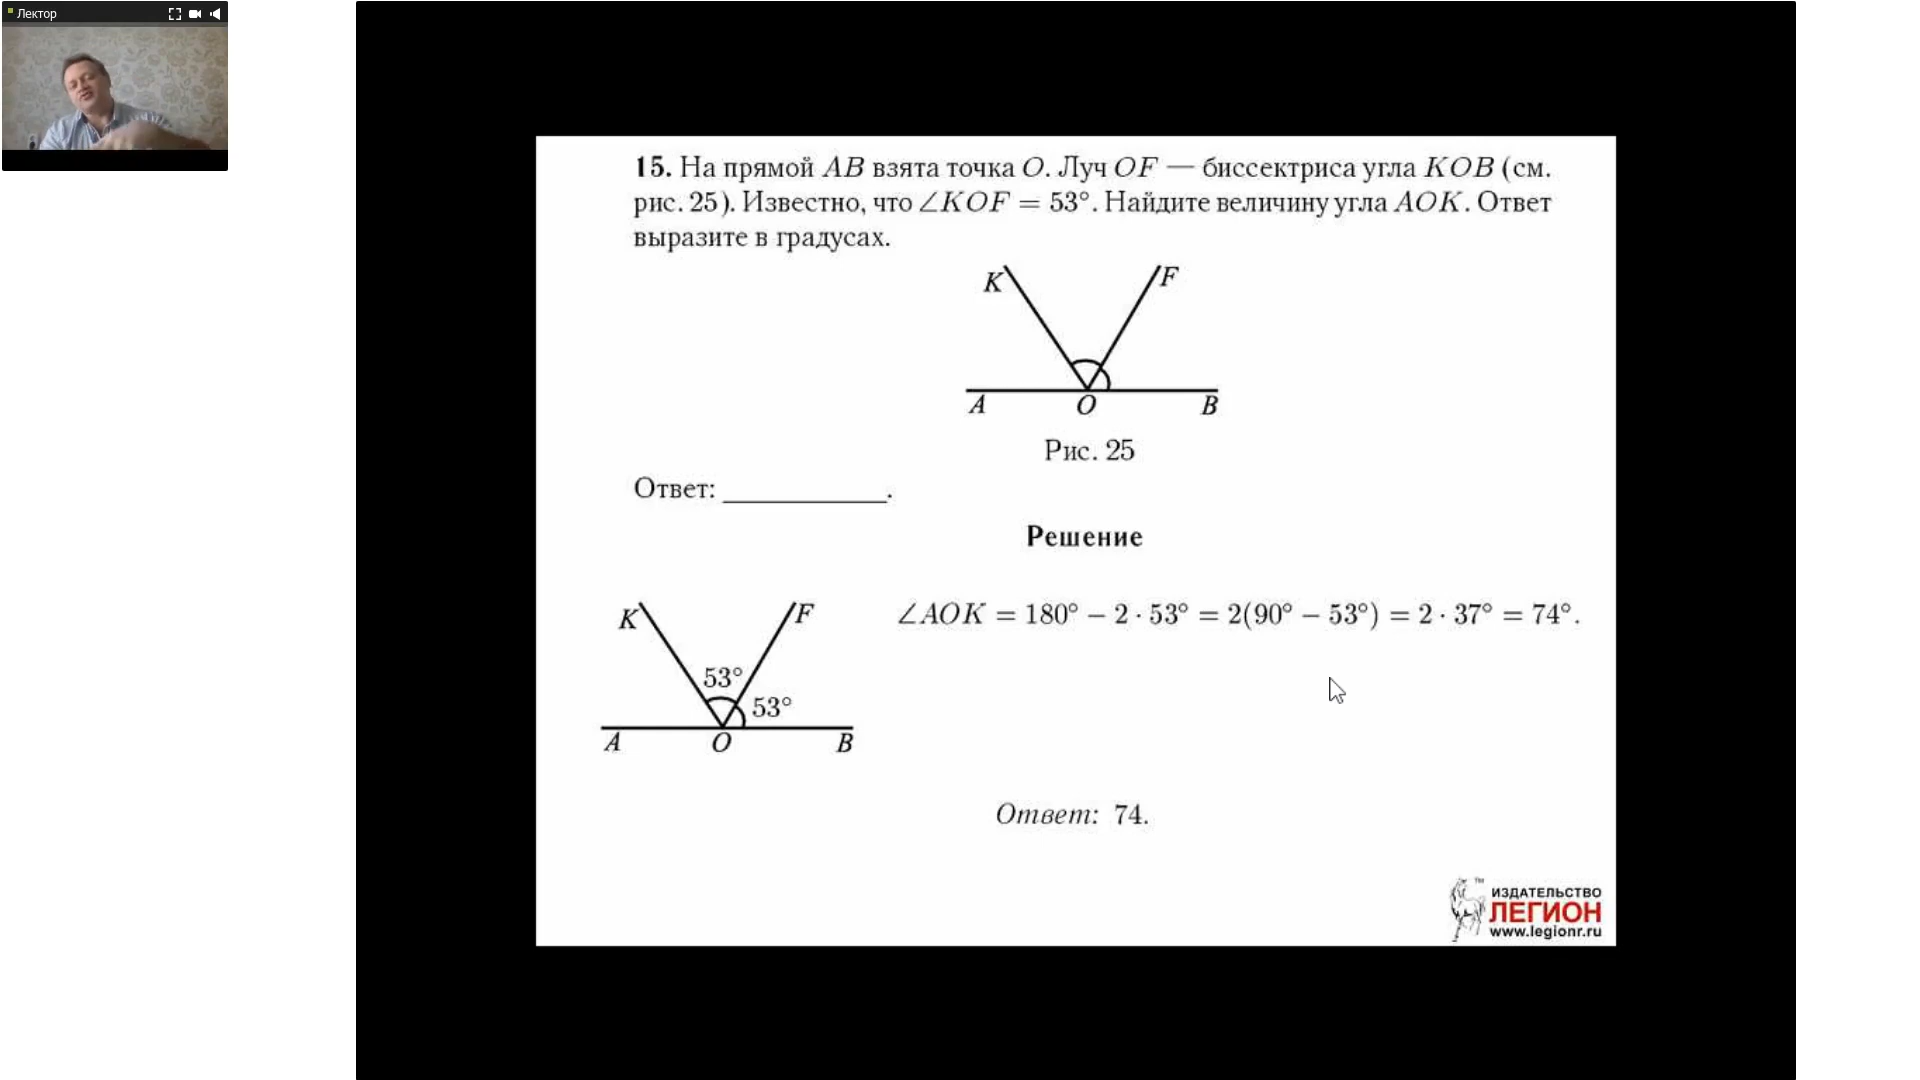 Лектор
15. На прямой AB взята точка O. Луч OF — биссектриса угла KOB (см.
рис. 25). Известно, что ∠KOF = 53°. Найдите величину угла AOK. Ответ
выразите в градусах.
K F
A O B
Рис. 25
Ответ: ____________.
Решение
K F
∠AOK = 180° − 2 · 53° = 2(90° − 53°) = 2 · 37° = 74°.
53°
53°
A O B
Ответ: 74.
TM
ИЗДАТЕЛЬСТВО
ЛЕГИОН
www.legionr.ru